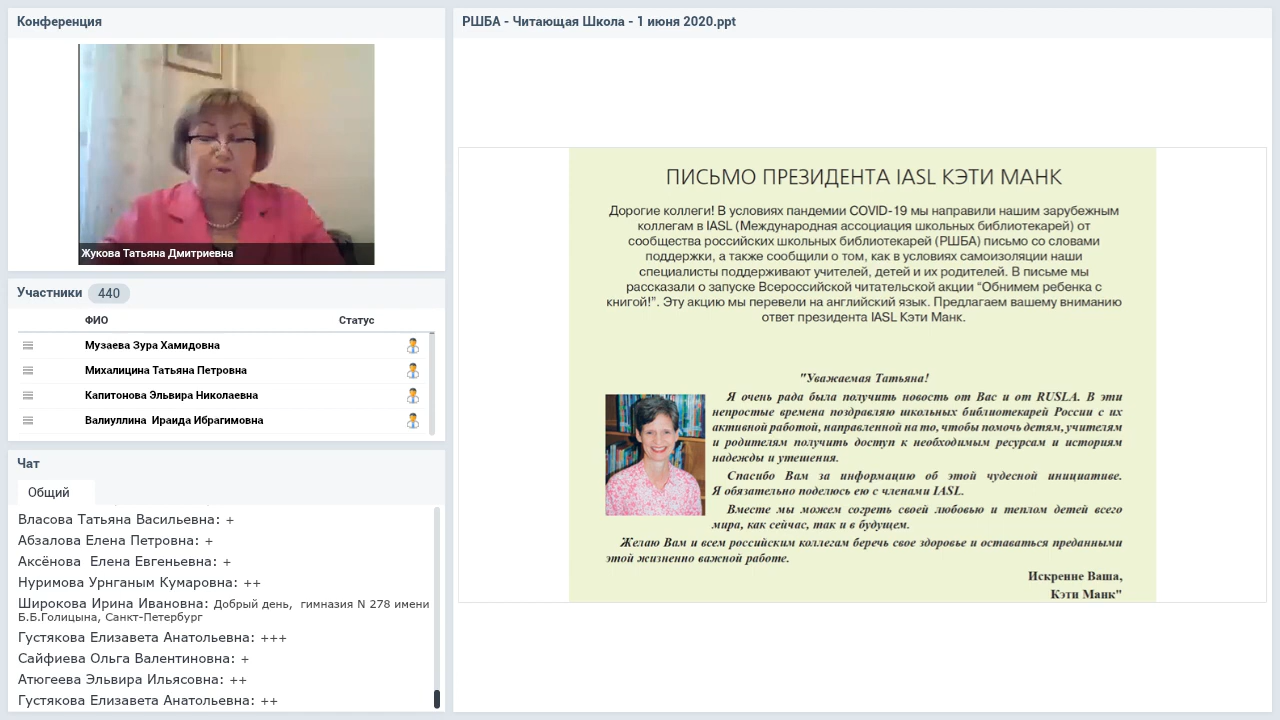 Конференция
Жукова Татьяна Дмитриевна
Участники 440
ФИО Статус
Музаева Зура Хамидовна
Михалицина Татьяна Петровна
Капитонова Эльвира Николаевна
Валиуллина  Ираида Ибрагимовна
Чат
Общий
Власова Татьяна Васильевна: +
Абзалова Елена Петровна: +
Аксёнова  Елена Евгеньевна: +
Нуримова Урнганым Кумаровна: ++
Широкова Ирина Ивановна: Добрый день,  гимназия N 278 имени
Б.Б.Голицына, Санкт-Петербург
Густякова Елизавета Анатольевна: +++
Сайфиева Ольга Валентиновна: +
Атюгеева Эльвира Ильясовна: ++
Густякова Елизавета Анатольевна: ++
РШБА - Читающая Школа - 1 июня 2020.ppt
ПИСЬМО ПРЕЗИДЕНТА IASL КЭТИ МАНК
Дорогие коллеги! В условиях пандемии COVID-19 мы направили нашим зарубежным
коллегам в IASL (Международная ассоциация школьных библиотекарей) от
сообщества российских школьных библиотекарей (РШБА) письмо со словами
поддержки, а также сообщили о том, как в условиях самоизоляции наши
специалисты поддерживают учителей, детей и их родителей. В письме мы
рассказали о запуске Всероссийской читательской акции “Обнимем ребенка с
книгой!”. Эту акцию мы перевели на английский язык. Предлагаем вашему вниманию
ответ президента IASL Кэти Манк.
"Уважаемая Татьяна!
Я очень рада была получить новость от Вас и от RUSLA. В эти
непростые времена поздравляю школьных библиотекарей России с их
активной работой, направленной на то, чтобы помочь детям, учителям
и родителям получить доступ к необходимым ресурсам и историям
надежды и утешения.
Спасибо Вам за информацию об этой чудесной инициативе.
Я обязательно поделюсь ею с членами IASL.
Вместе мы можем согреть своей любовью и теплом детей всего
мира, как сейчас, так и в будущем.
Желаю Вам и всем российским коллегам беречь свое здоровье и оставаться преданными
этой жизненно важной работе.
Искренне Ваша,
Кэти Манк"